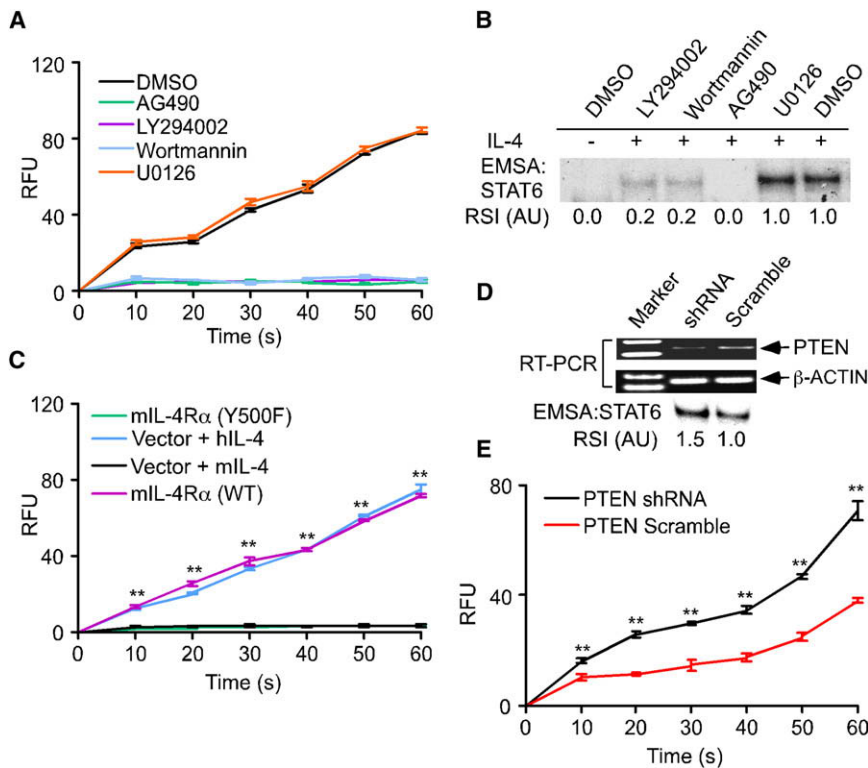 A
120
80
40
0
RFU
DMSO
AG490
LY294002
Wortmannin
U0126
0 10 20 30 40 50 60
Time (s)
B
DMSO LY294002 Wortmannin AG490 U0126 DMSO
IL-4 - + + + + +
EMSA:
STAT6
RSI (AU) 0.0 0.2 0.2 0.0 1.0 1.0
C
120
80
40
0
RFU
mIL-4Rα (Y500F)
Vector + hIL-4
Vector + mIL-4
mIL-4Rα (WT)
** ** ** ** ** **
0 10 20 30 40 50 60
Time (s)
D
Marker shRNA Scramble
RT-PCR
PTEN
β-ACTIN
EMSA:STAT6
RSI (AU) 1.5 1.0
E
80
40
0
RFU
PTEN shRNA
PTEN Scramble
** ** ** ** ** **
0 10 20 30 40 50 60
Time (s)